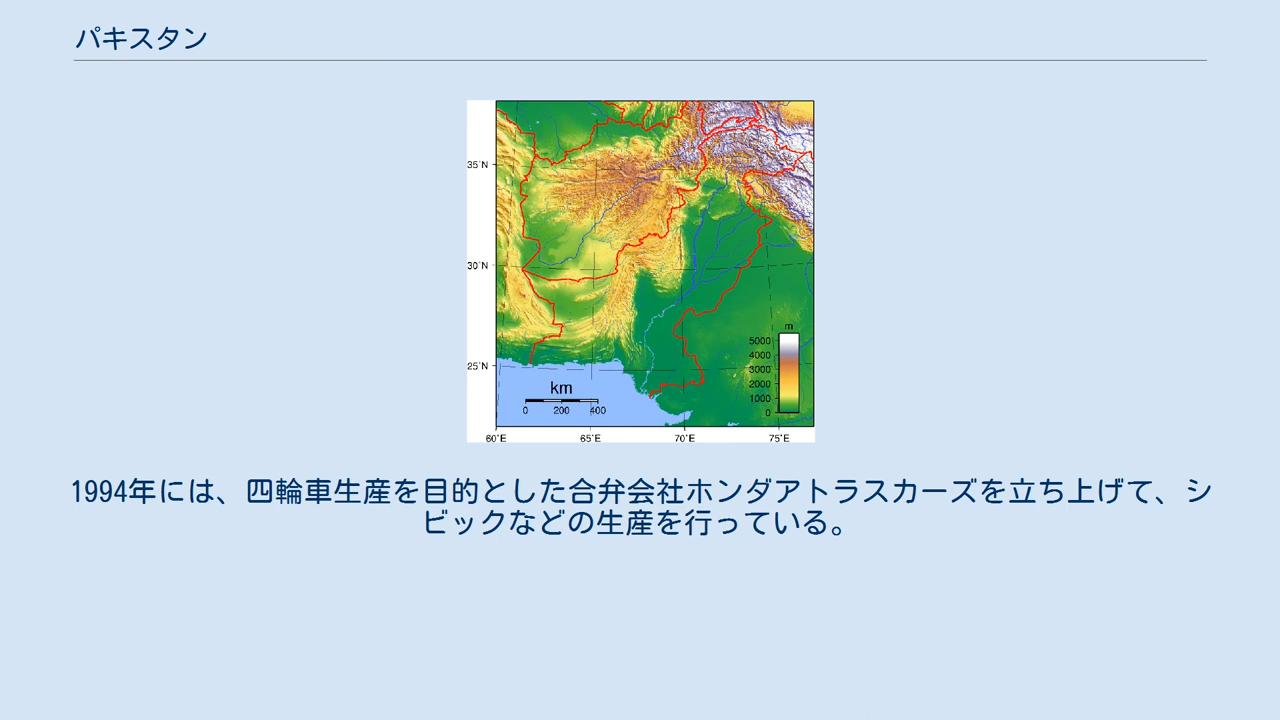 パキスタン
35°N
30°N
25°N
60°E
65°E
70°E
75°E
km
0 200 400
m
5000
4000
3000
2000
1000
0
1994年には、四輪車生産を目的とした合弁会社ホンダアトラスカーズを立ち上げて、シ
ビックなどの生産を行っている。